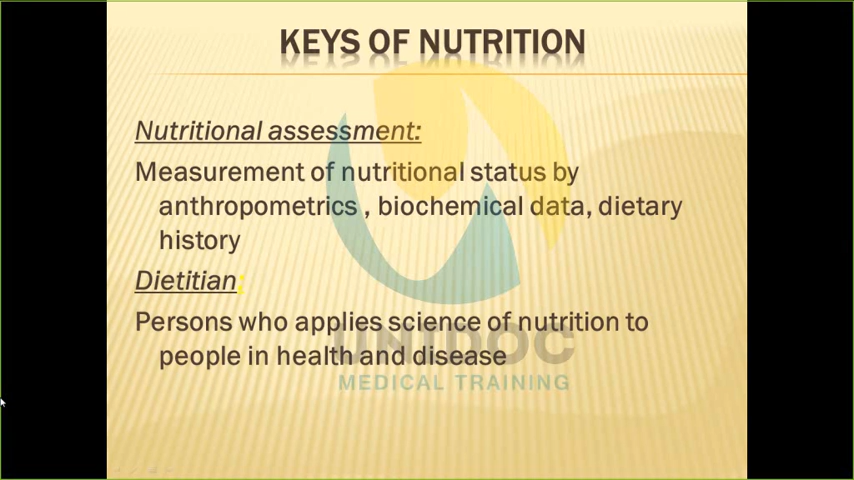 KEYS OF NUTRITION
Nutritional assessment:
Measurement of nutritional status by
anthropometrics , biochemical data, dietary
history
Dietitian:
Persons who applies science of nutrition to
people in health and disease
UNIDOC
MEDICAL TRAINING